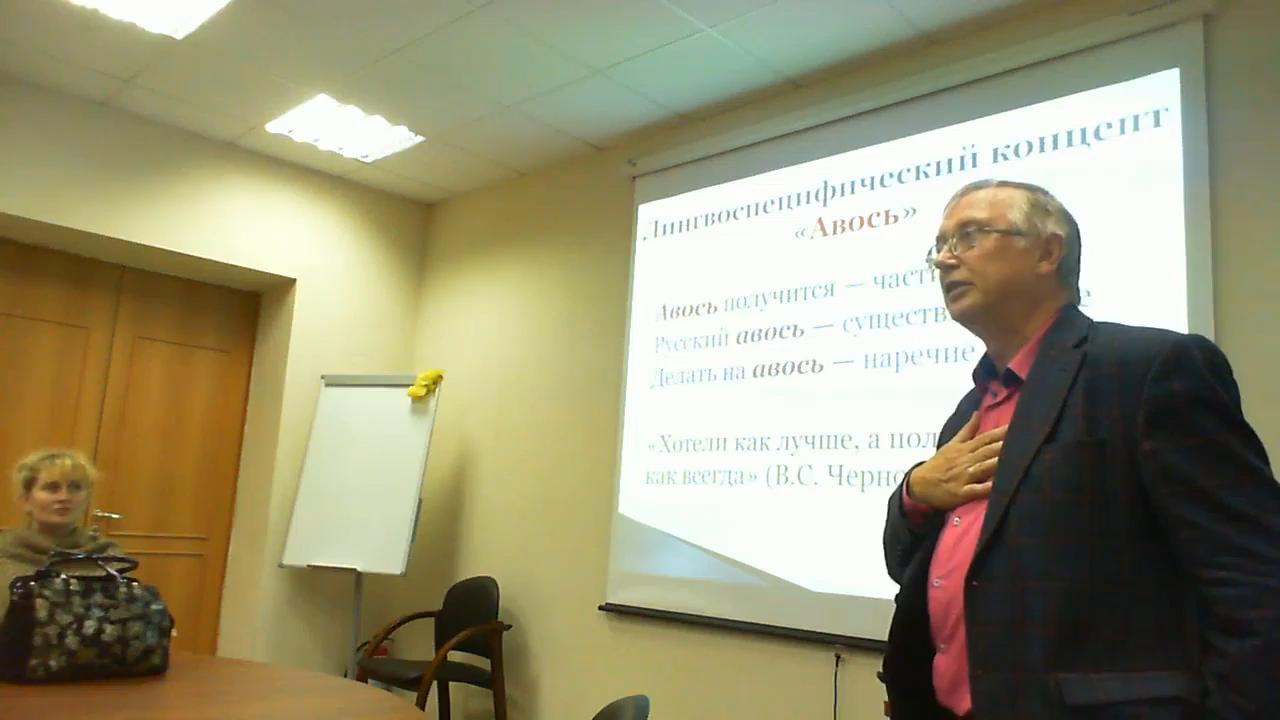 Лингвоспецифический концепт
«Авось»
Авось получится — част
Русский авось — существ
Делать на авось — наречие
«Хотели как лучше, а пол
как всегда» (В.С. Черно